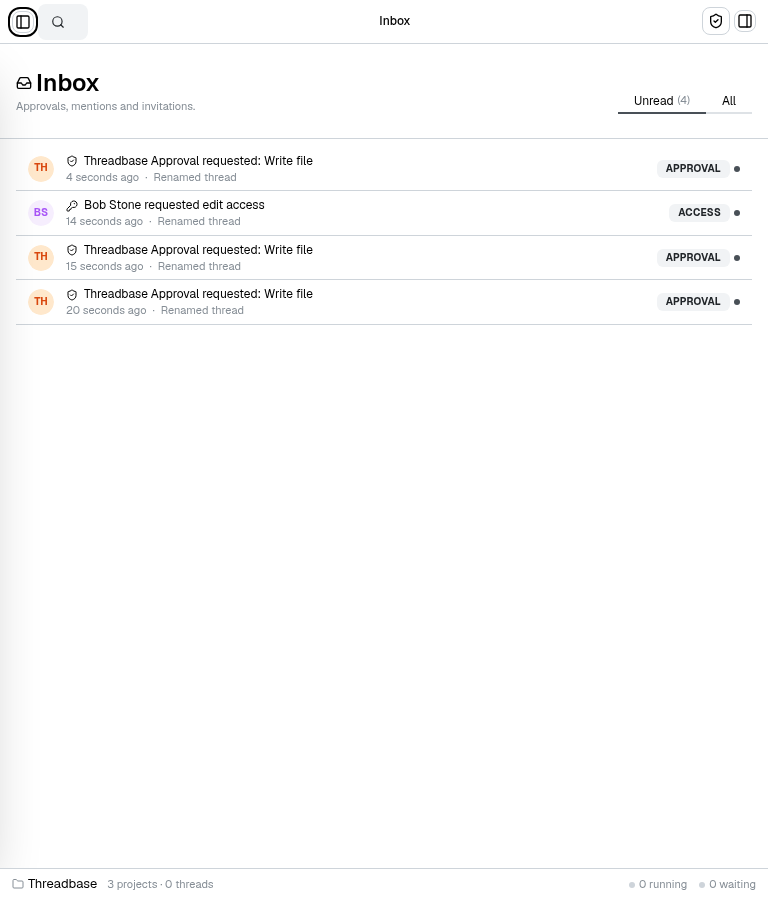 Inbox
Inbox
Approvals, mentions and invitations.
Unread (4) All
TH Threadbase Approval requested: Write file APPROVAL
4 seconds ago · Renamed thread
BS Bob Stone requested edit access ACCESS
14 seconds ago · Renamed thread
TH Threadbase Approval requested: Write file APPROVAL
15 seconds ago · Renamed thread
TH Threadbase Approval requested: Write file APPROVAL
20 seconds ago · Renamed thread
Threadbase 3 projects · 0 threads 0 running 0 waiting